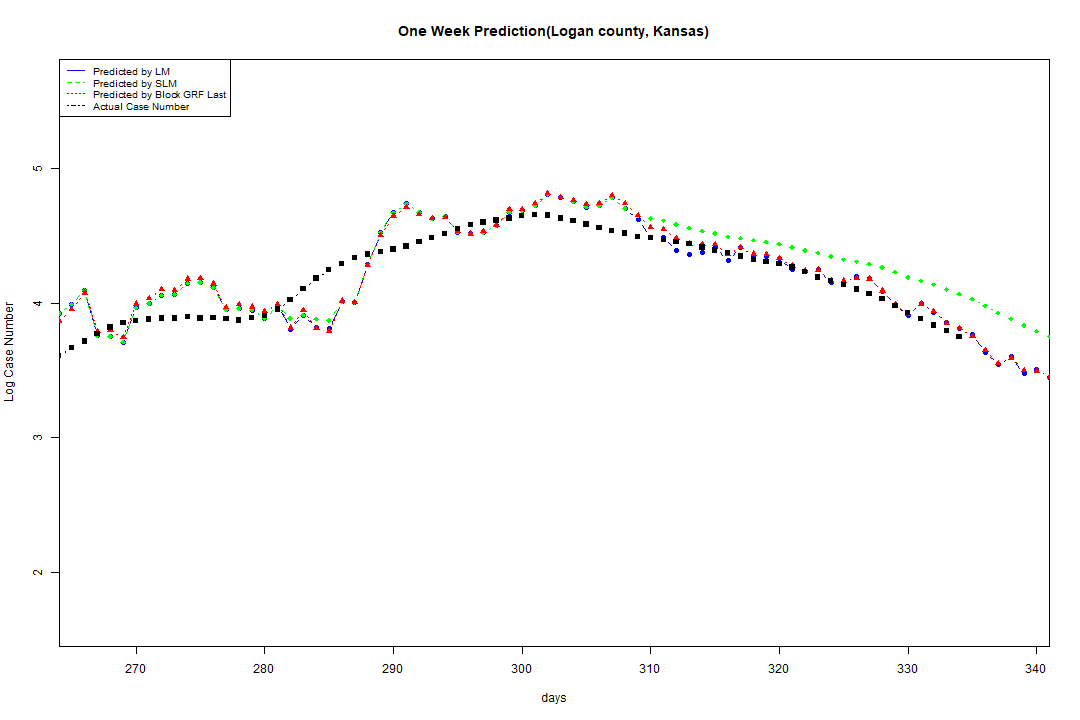 One Week Prediction(Logan county, Kansas)
Predicted by LM
Predicted by SLM
Predicted by Block GRF Last
Actual Case Number
5
4
3
2
Log Case Number
270 280 290 300 310 320 330 340
days